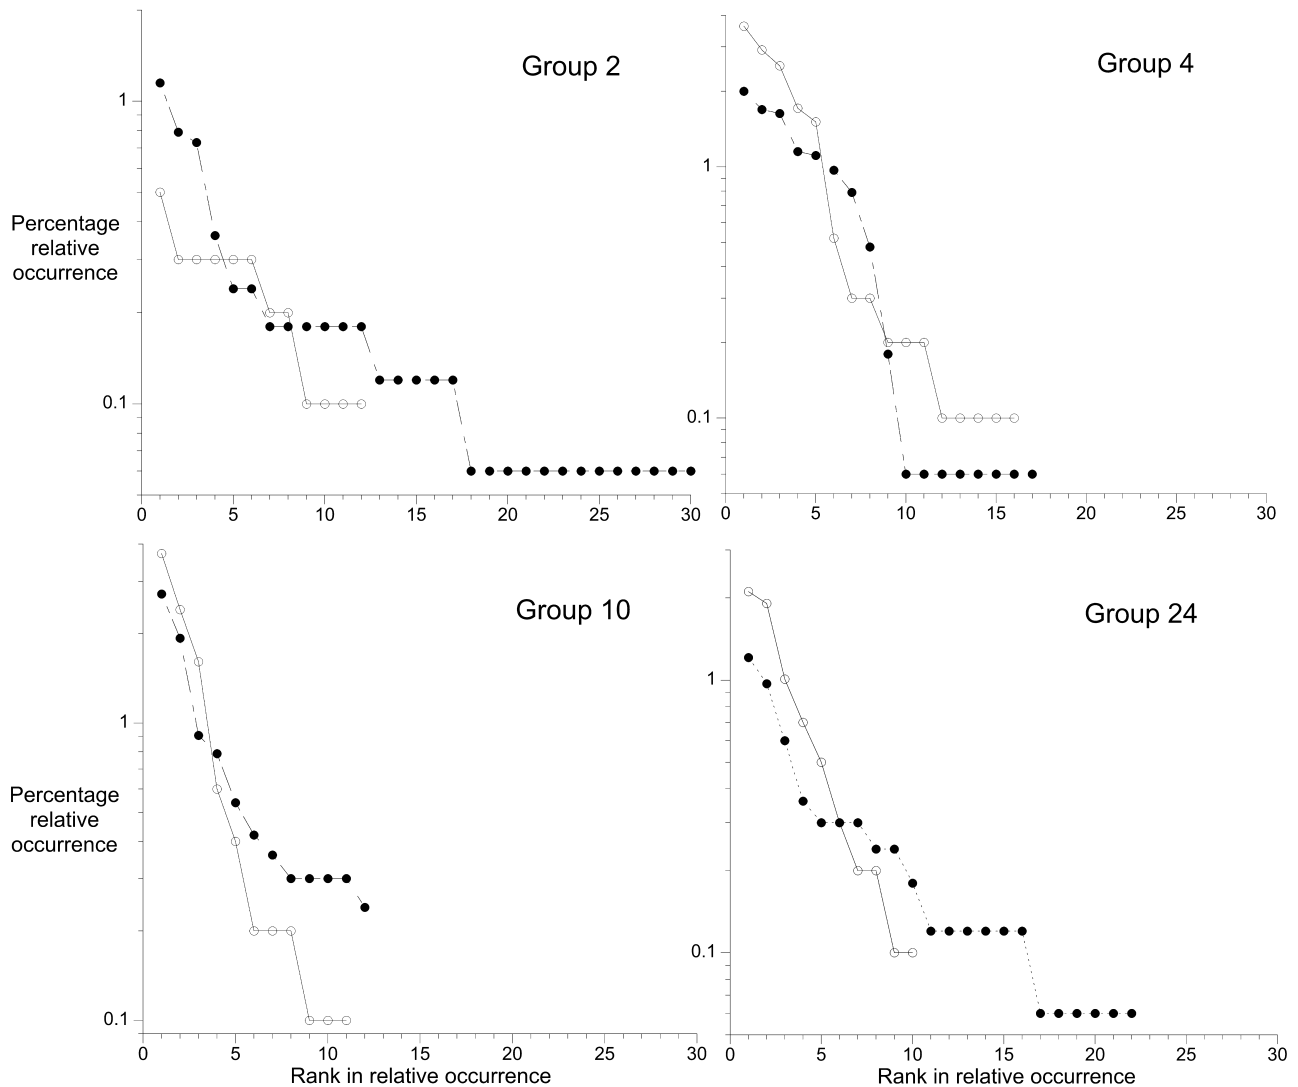 Group 2
1
0.1
Percentage
relative
occurrence
0 5 10 15 20 25 30
Group 4
1
0.1
0 5 10 15 20 25 30
Group 10
1
0.1
Percentage
relative
occurrence
0 5 10 15 20 25 30
Rank in relative occurrence
Group 24
1
0.1
0 5 10 15 20 25 30
Rank in relative occurrence